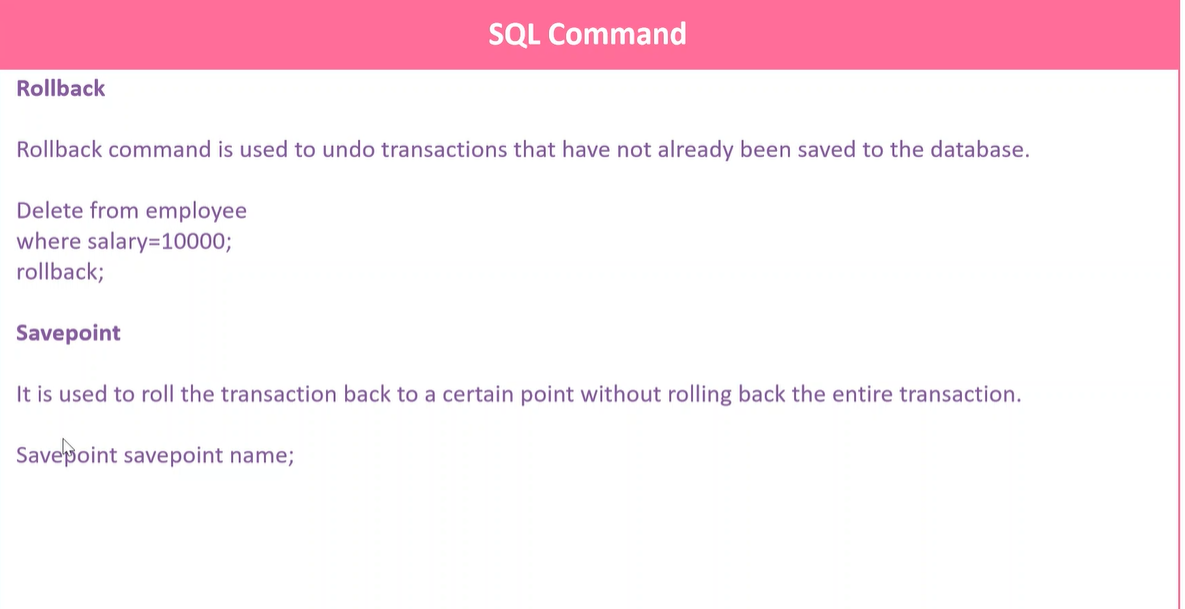 SQL Command
Rollback
Rollback command is used to undo transactions that have not already been saved to the database.
Delete from employee
where salary=10000;
rollback;
Savepoint
It is used to roll the transaction back to a certain point without rolling back the entire transaction.
Savepoint savepoint name;